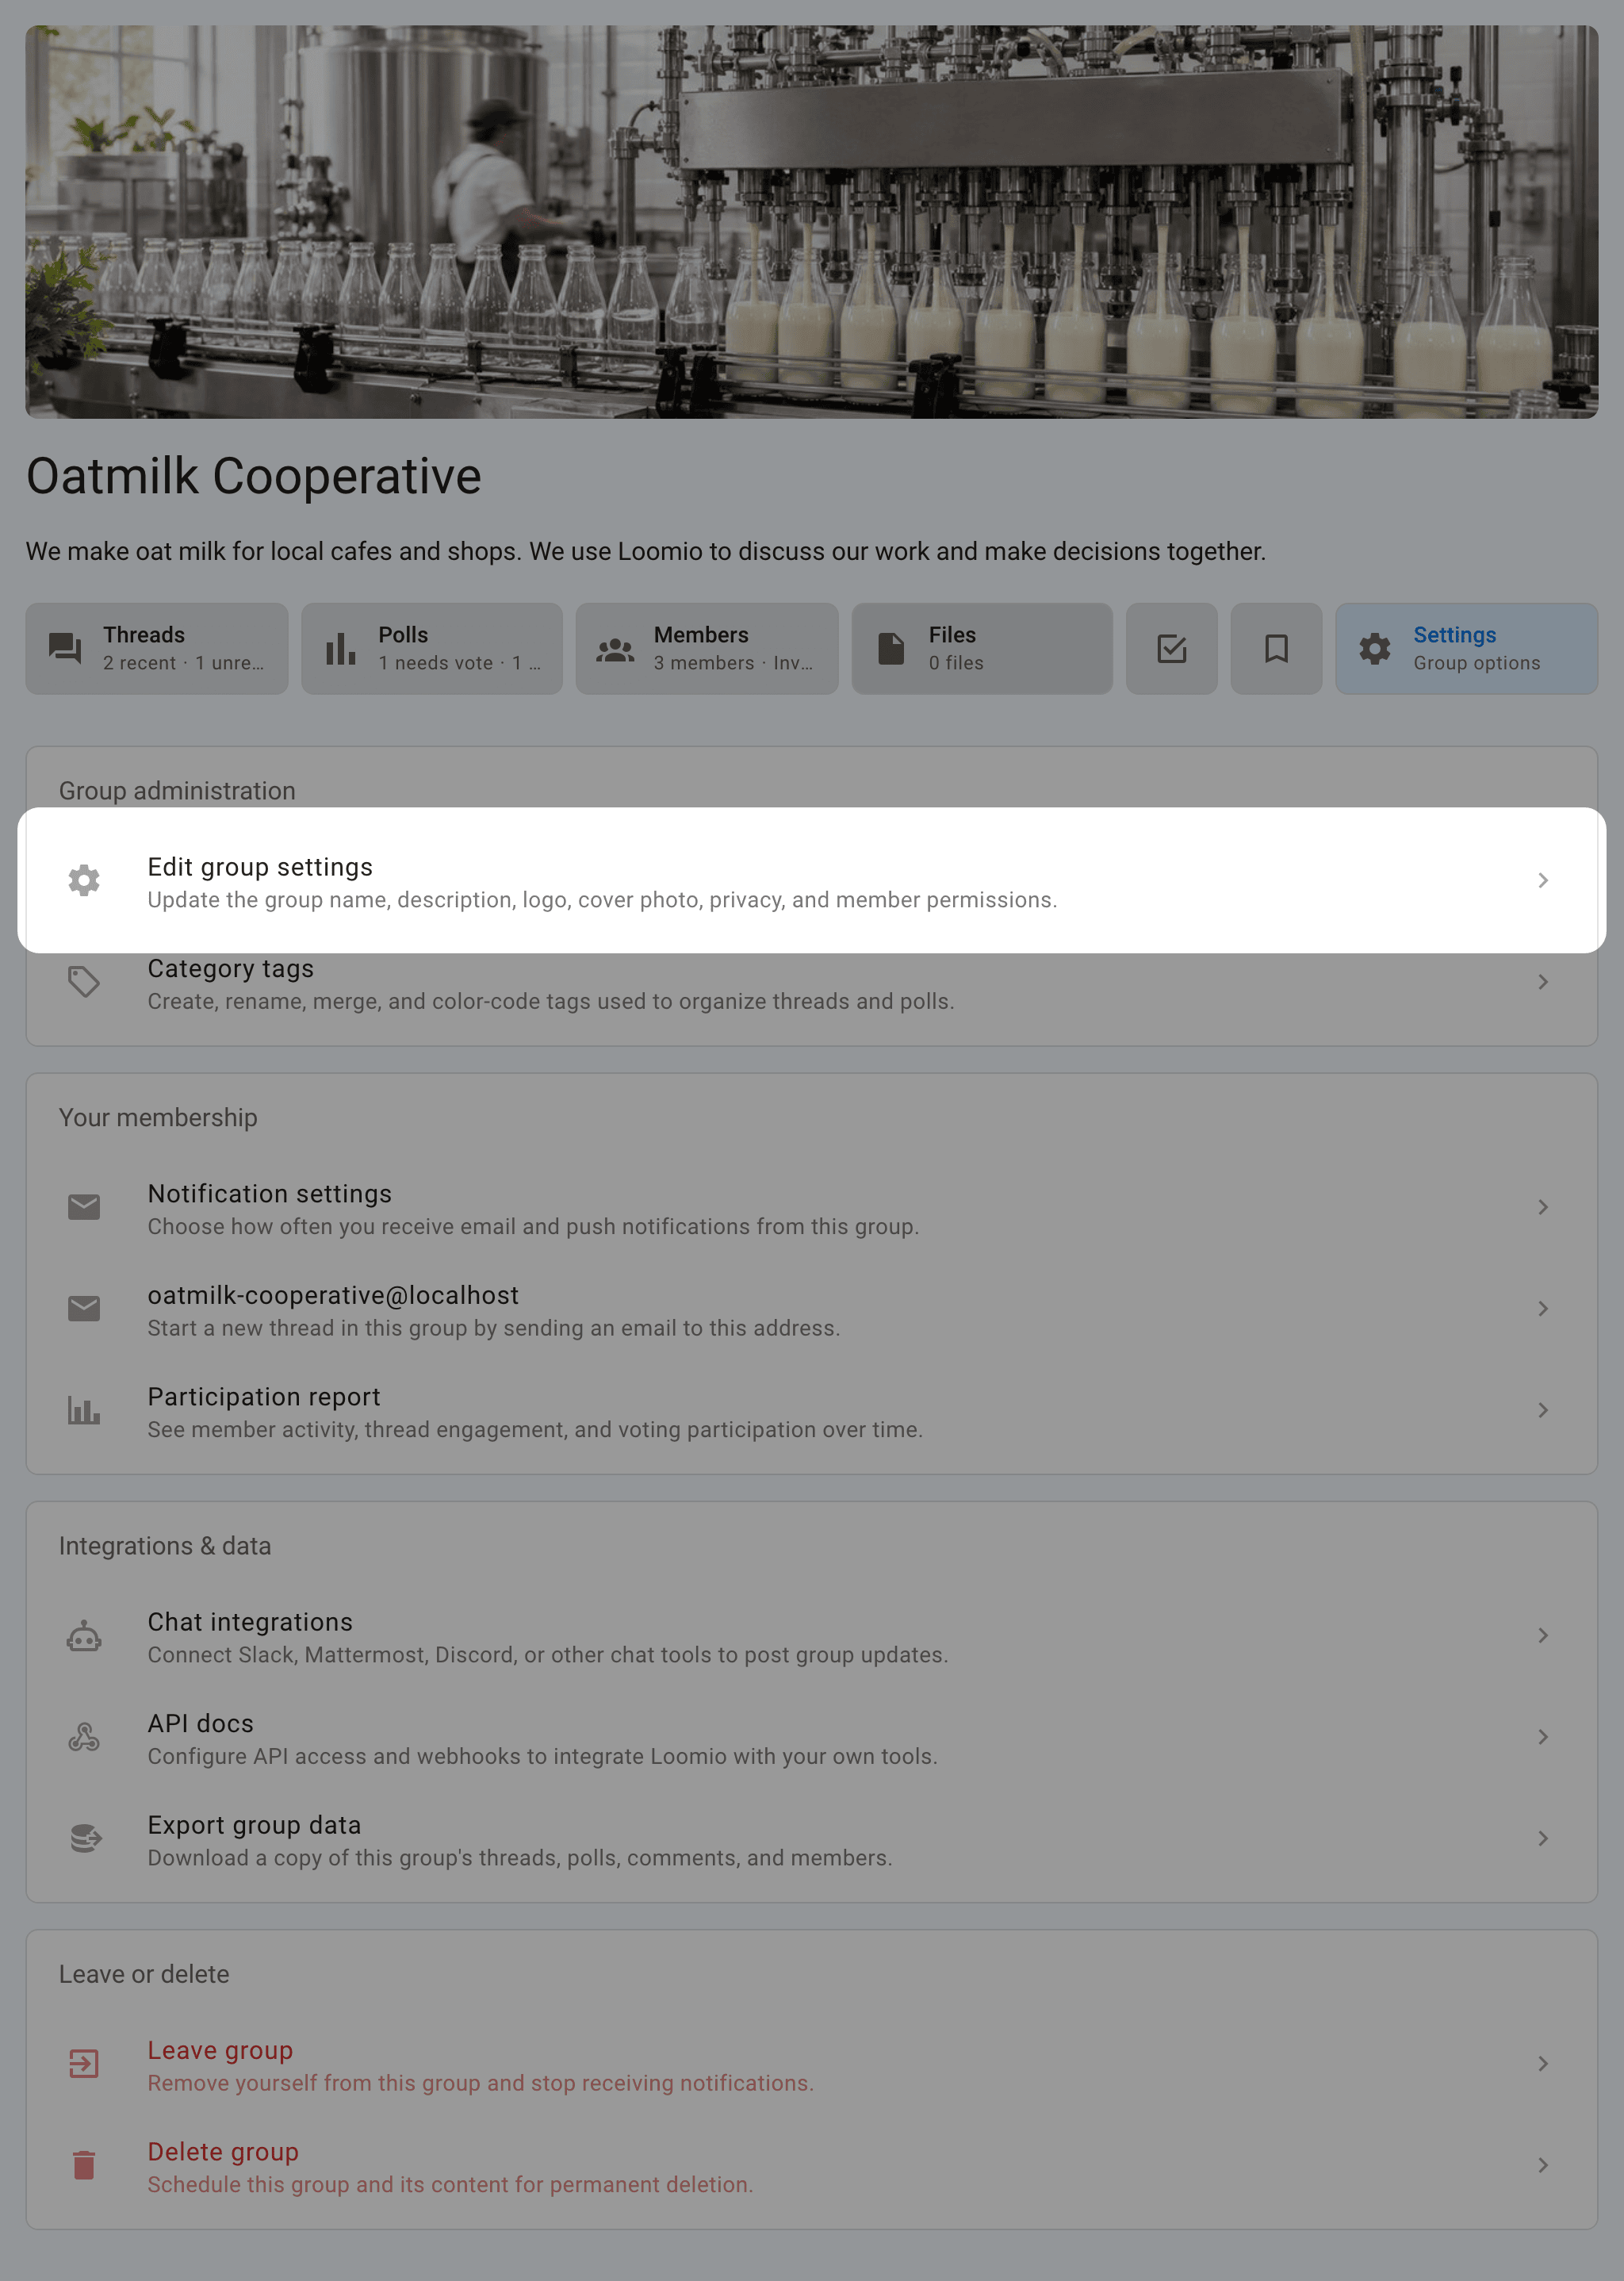 Oatmilk Cooperative
We make oat milk for local cafes and shops. We use Loomio to discuss our work and make decisions together.
Threads
2 recent · 1 unre...
Polls
1 needs vote · 1 ...
Members
3 members · Inv...
Files
0 files
Settings
Group options
Group administration
Edit group settings
Update the group name, description, logo, cover photo, privacy, and member permissions.
Category tags
Create, rename, merge, and color-code tags used to organize threads and polls.
Your membership
Notification settings
Choose how often you receive email and push notifications from this group.
oatmilk-cooperative@localhost
Start a new thread in this group by sending an email to this address.
Participation report
See member activity, thread engagement, and voting participation over time.
Integrations & data
Chat integrations
Connect Slack, Mattermost, Discord, or other chat tools to post group updates.
API docs
Configure API access and webhooks to integrate Loomio with your own tools.
Export group data
Download a copy of this group's threads, polls, comments, and members.
Leave or delete
Leave group
Remove yourself from this group and stop receiving notifications.
Delete group
Schedule this group and its content for permanent deletion.